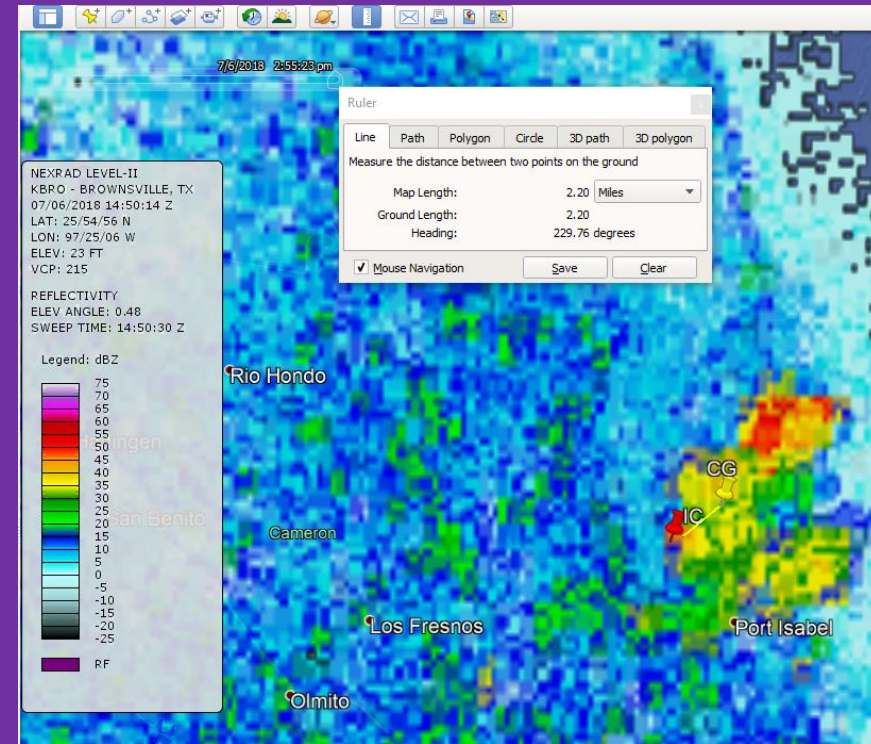 7/6/2018 2:55:23 pm
Ruler
Line Path Polygon Circle 3D path 3D polygon
Measure the distance between two points on the ground
Map Length: 2.20 Miles
Ground Length: 2.20
Heading: 229.76 degrees
Mouse Navigation Save Clear
NEXRAD LEVEL-II
KBRO - BROWNSVILLE, TX
07/06/2018 14:50:14 Z
LAT: 25/54/56 N
LON: 97/25/06 W
ELEV: 23 FT
VCP: 215
REFLECTIVITY
ELEV ANGLE: 0.48
SWEEP TIME: 14:50:30 Z
Legend: dBZ
75
70
65
60
55
50
45
40
35
30
25
20
15
10
5
0
-5
-10
-15
-20
-25
RF
San Benito
Rio Hondo
Cameron
Los Fresnos
Olmito
CG
IC
Port Isabel